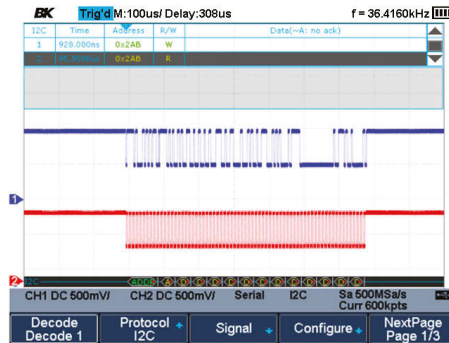 BK Trig'd M:100us/ Delay:308us f = 36.4160kHz
I2C Time Address R/W Data(~A: no ack)
1 928.000ns 0x2AB W
2 0x2AB R
1
2 I2C ADDR A D D D D D D D D D D D D
CH1 DC 500mV/ CH2 DC 500mV/ Serial I2C Sa 500MSa/s
Curr 600kpts
Decode Protocol Signal Configure NextPage
Decode 1 I2C Page 1/3